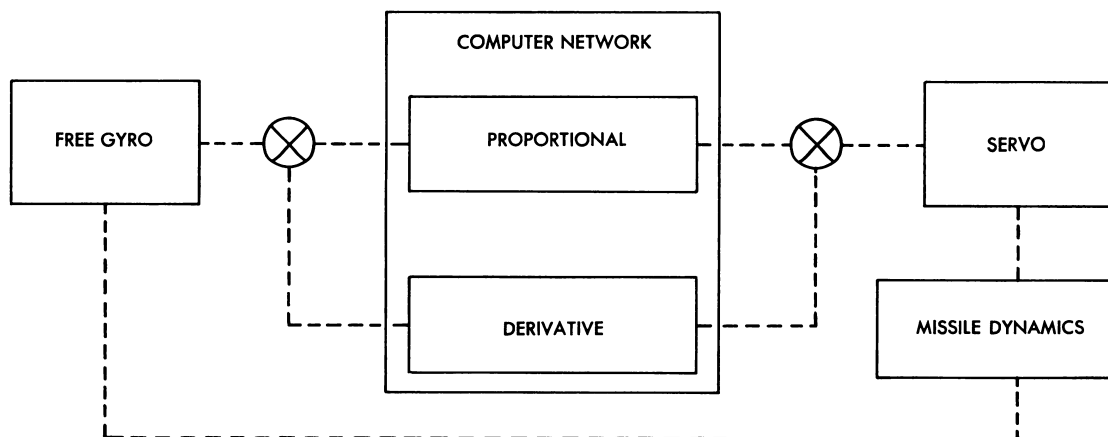 COMPUTER NETWORK
FREE GYRO
PROPORTIONAL
SERVO
DERIVATIVE
MISSILE DYNAMICS